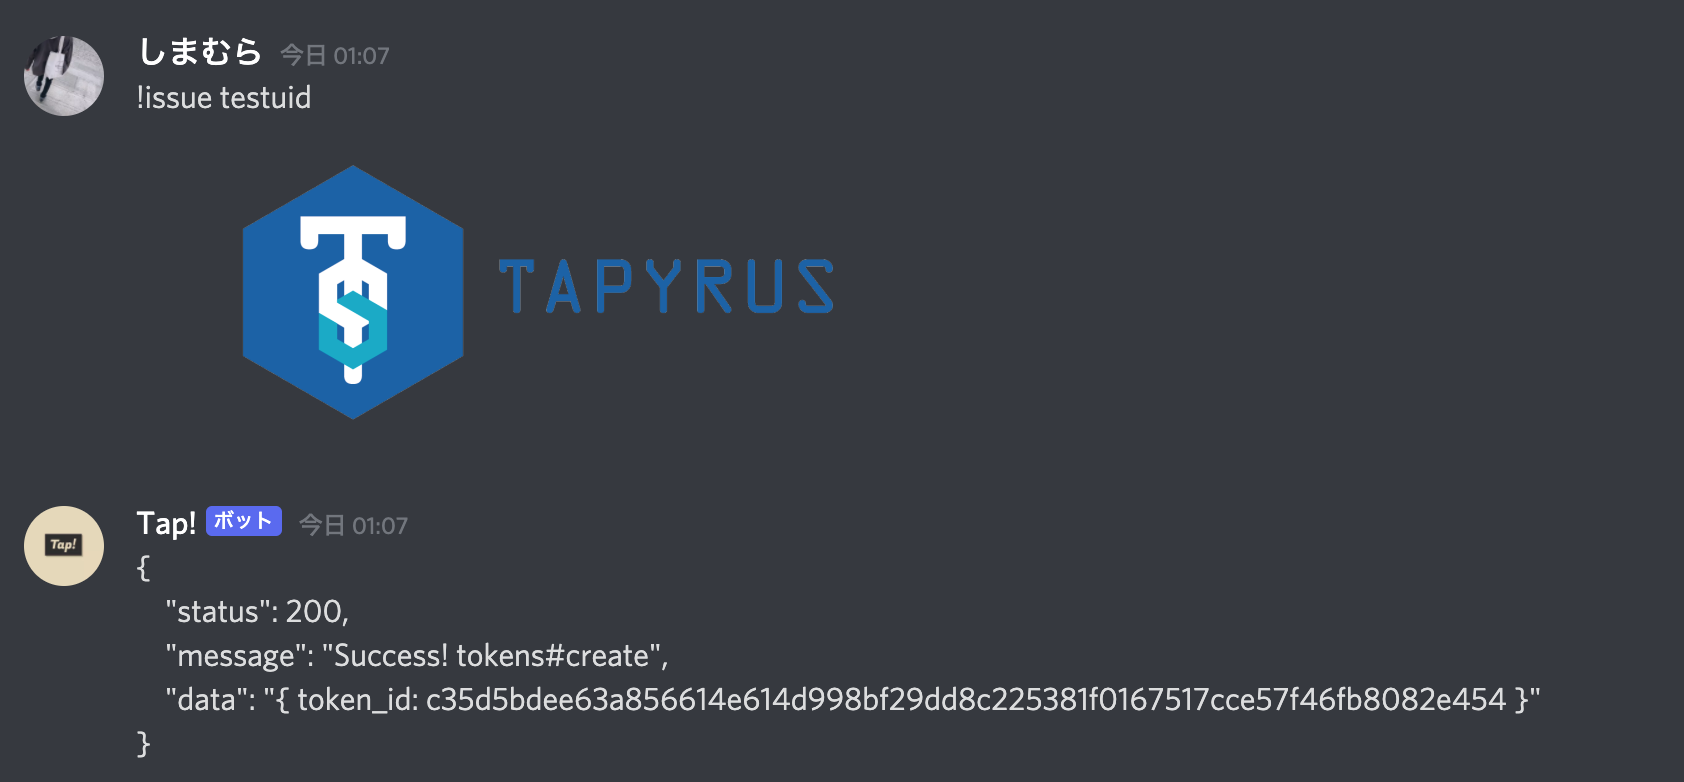 しまむら 今日 01:07
!issue testuid
TAPYRUS
Tap! ボット 今日 01:07
Tap!
{
"status": 200,
"message": "Success! tokens#create",
"data": "{ token_id: c35d5bdee63a856614e614d998bf29dd8c225381f0167517cce57f46fb8082e454 }"
}